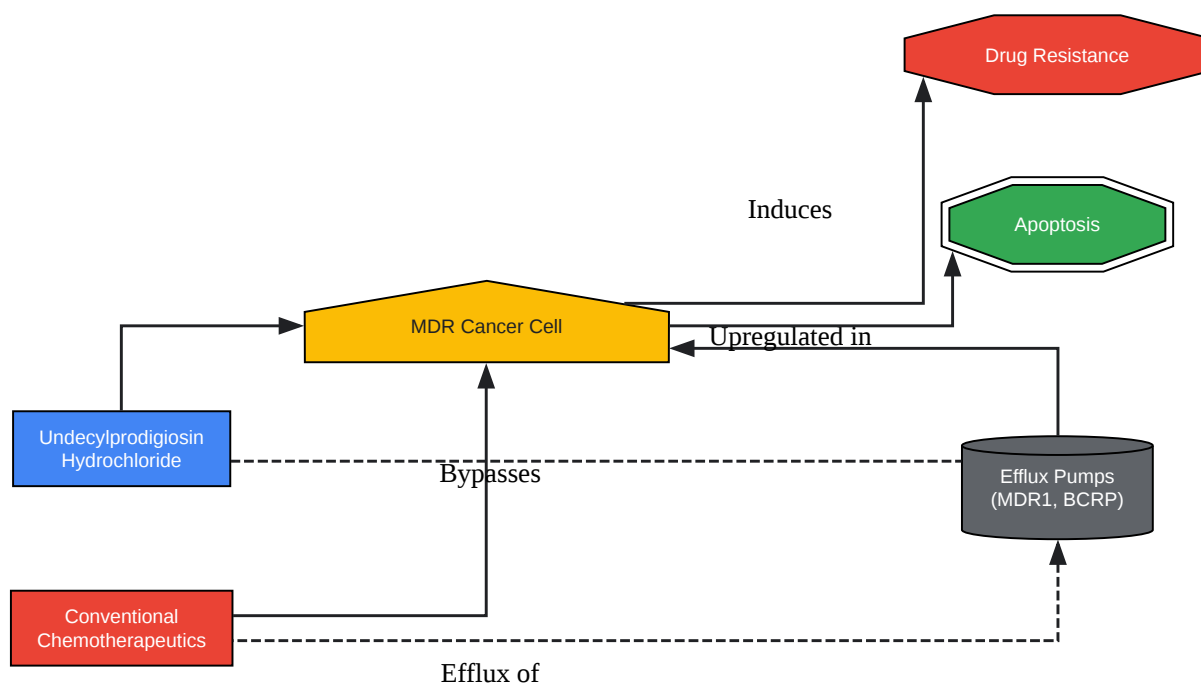 Drug Resistance
Induces
Apoptosis
MDR Cancer Cell
Upregulated in
Undecylprodigiosin
Hydrochloride
Bypasses
Efflux Pumps
(MDR1, BCRP)
Conventional
Chemotherapeutics
Efflux of